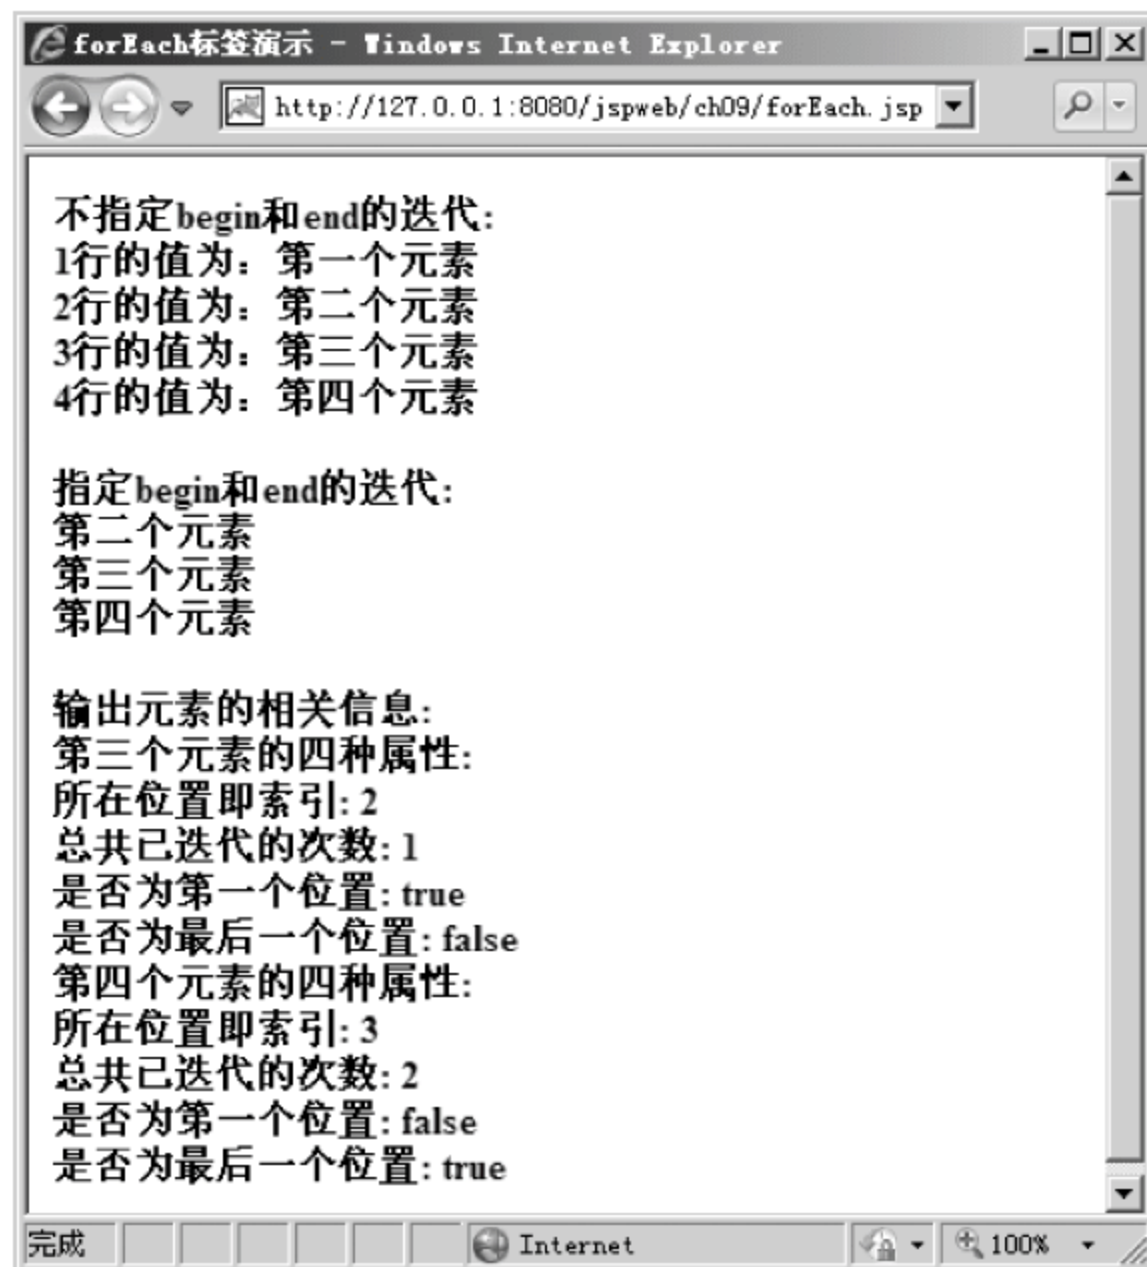 forEach标签演示 - Windows Internet Explorer
http://127.0.0.1:8080/jspweb/ch09/forEach.jsp
不指定begin和end的迭代:
1行的值为：第一个元素
2行的值为：第二个元素
3行的值为：第三个元素
4行的值为：第四个元素
指定begin和end的迭代:
第二个元素
第三个元素
第四个元素
输出元素的相关信息:
第三个元素的四种属性:
所在位置即索引: 2
总共已迭代的次数: 1
是否为第一个位置: true
是否为最后一个位置: false
第四个元素的四种属性:
所在位置即索引: 3
总共已迭代的次数: 2
是否为第一个位置: false
是否为最后一个位置: true
完成 Internet 100%